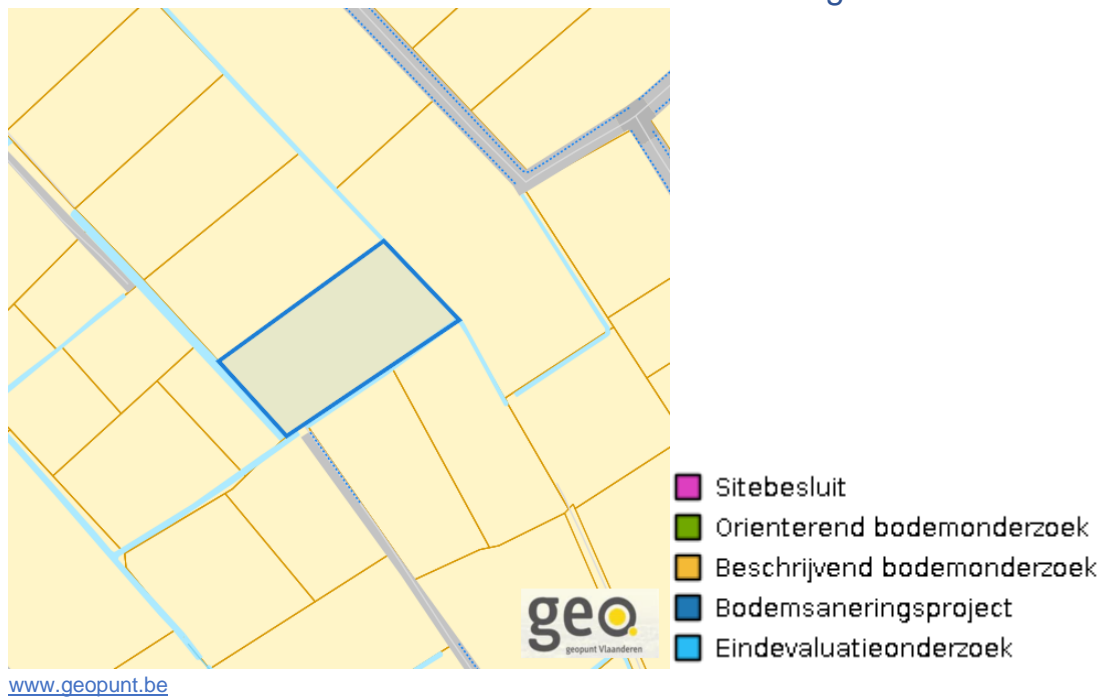 Sitebesluit
Orienterend bodemonderzoek
Beschrijvend bodemonderzoek
Bodemsaneringsproject
Eindevaluatieonderzoek
geo.
geopunt Vlaanderen
www.geopunt.be